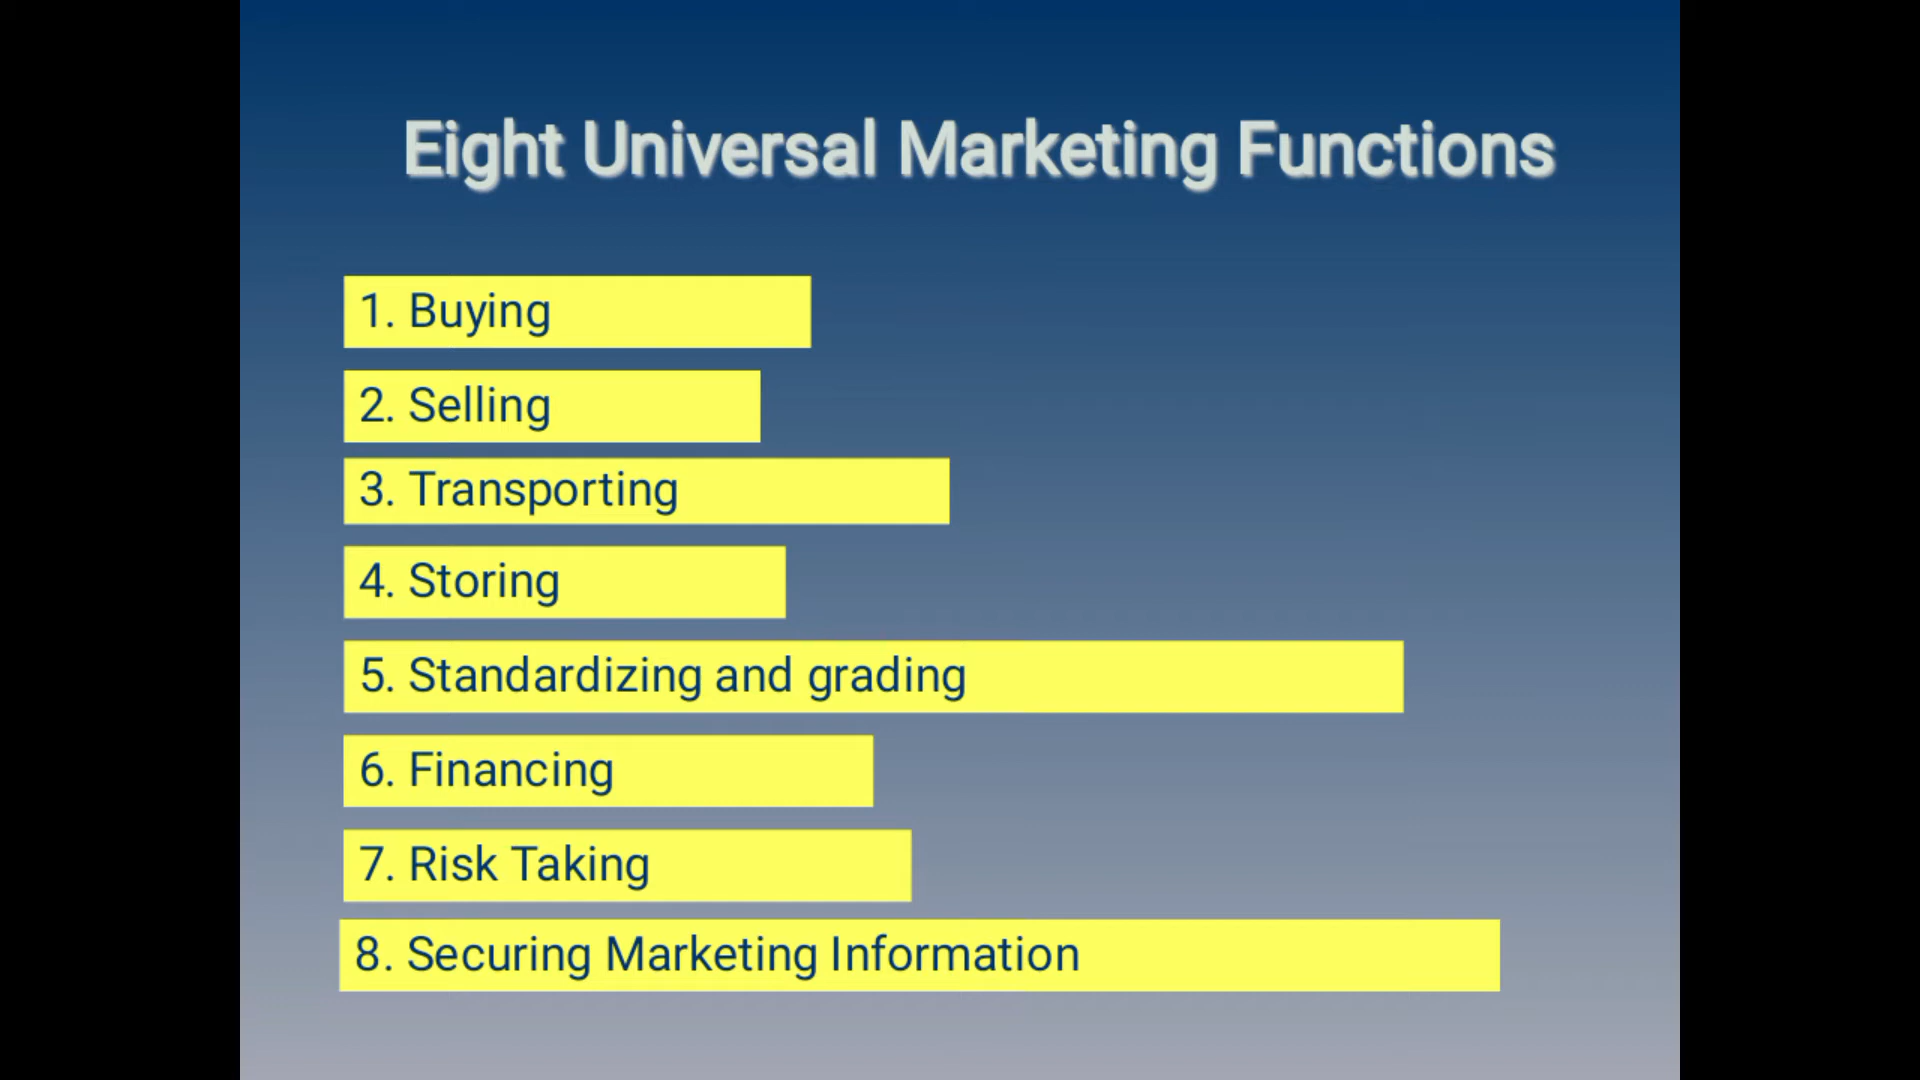 Eight Universal Marketing Functions
1. Buying
2. Selling
3. Transporting
4. Storing
5. Standardizing and grading
6. Financing
7. Risk Taking
8. Securing Marketing Information